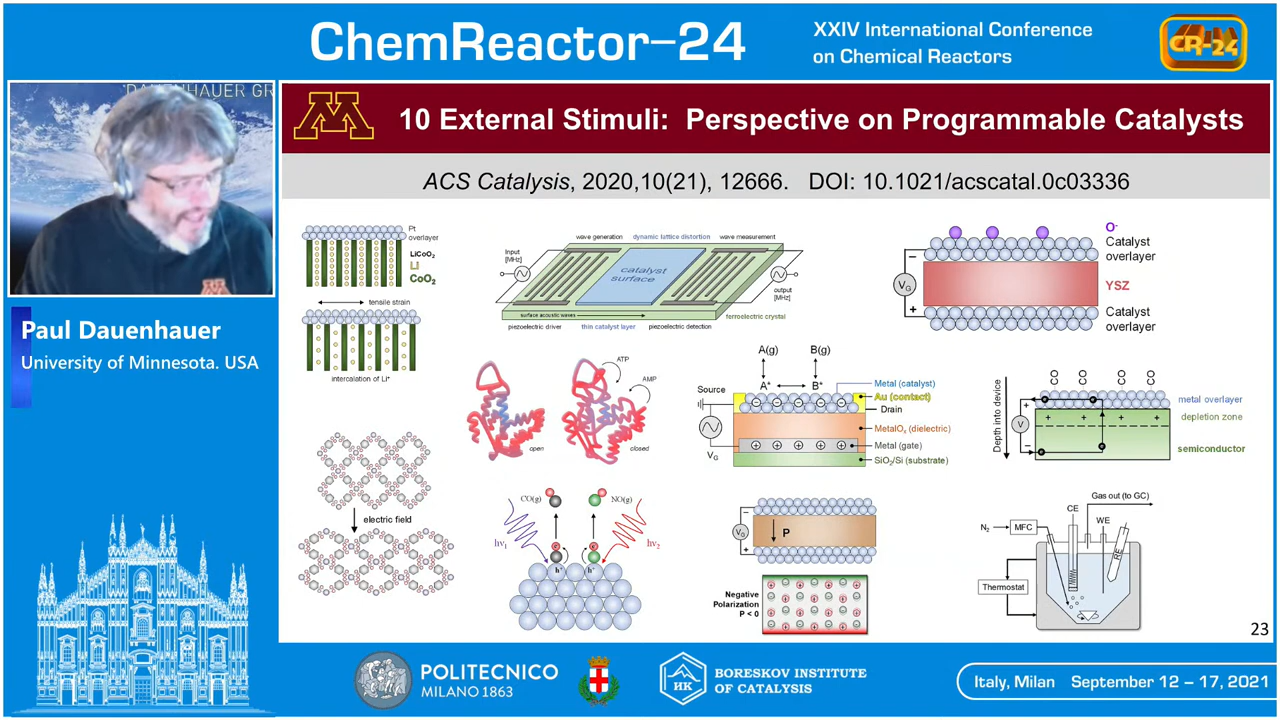 ChemReactor-24
XXIV International Conference
on Chemical Reactors
CR-24
DAUENHAUER GR
Paul Dauenhauer
University of Minnesota. USA
10 External Stimuli: Perspective on Programmable Catalysts
ACS Catalysis, 2020,10(21), 12666. DOI: 10.1021/acscatal.0c03336
Pt
overlayer
LiCoO₂
Li
CoO₂
tensile strain
intercalation of Li⁺
wave generation
dynamic lattice distortion
wave measurement
Input
[MHz]
catalyst
surface
output
[MHz]
surface acoustic waves
ferroelectric crystal
piezoelectric driver
thin catalyst layer
piezoelectric detection
O⁻
Catalyst
overlayer
VG
YSZ
Catalyst
overlayer
ATP
AMP
open
closed
A(g)
B(g)
Source
A*
B*
Metal (catalyst)
Au (contact)
Drain
MetalOₓ (dielectric)
Metal (gate)
SiO₂/Si (substrate)
VG
CO
CO
CO
CO
Depth into device
V
metal overlayer
depletion zone
semiconductor
electric field
CO(g)
NO(g)
hν₁
hν₂
e⁻
e⁻
h⁺
h⁺
VG
P
Negative
Polarization
P < 0
Gas out (to GC)
CE
WE
N₂
MFC
RE
Thermostat
23
POLITECNICO
MILANO 1863
BORESKOV INSTITUTE
OF CATALYSIS
ИК
Italy, Milan September 12 – 17, 2021